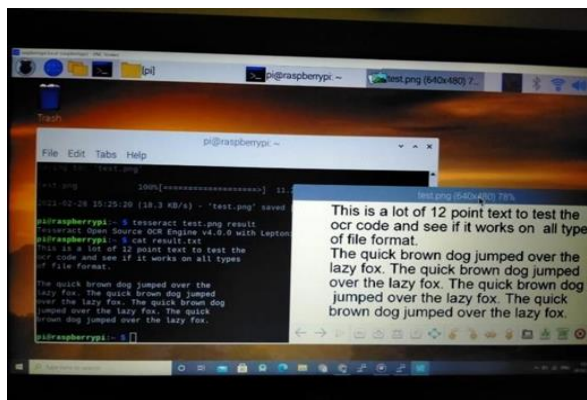 [pi]
pi@raspberrypi: ~
test.png (640x480) 7...
Trash
pi@raspberrypi: ~
File Edit Tabs Help
test.png 100%[===================>] 11.
15:25:20 (18.3 KB/s) - 'test.png' saved
pi@raspberrypi:~ $ tesseract test.png result
Tesseract Open Source OCR Engine v4.0.0 with Lepton
pi@raspberrypi:~ $ cat result.txt
This is a lot of 12 point text to test the
ocr code and see if it works on all types
of file format.
The quick brown dog jumped over the
lazy fox. The quick brown dog jumped
over the lazy fox. The quick brown dog
jumped over the lazy fox. The quick
brown dog jumped over the lazy fox.
pi@raspberrypi:~ $
test.png (640x480) 78%
This is a lot of 12 point text to test the
ocr code and see if it works on all type
of file format.
The quick brown dog jumped over the
lazy fox. The quick brown dog jumped
over the lazy fox. The quick brown dog
jumped over the lazy fox. The quick
brown dog jumped over the lazy fox.